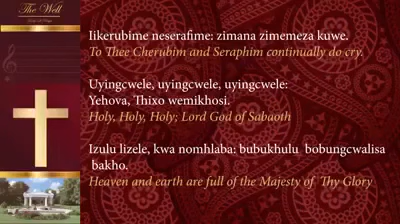 The Well
Iikerubime neserafime: zimana zimemeza kuwe.
To Thee Cherubim and Seraphim continually do cry.
Uyingcwele, uyingcwele, uyingcwele:
Yehova, Thixo wemikhosi.
Holy, Holy, Holy; Lord God of Sabaoth
Izulu lizele, kwa nomhlaba: bubukhulu bobungcwalisa
bakho.
Heaven and earth are full of the Majesty of Thy Glory